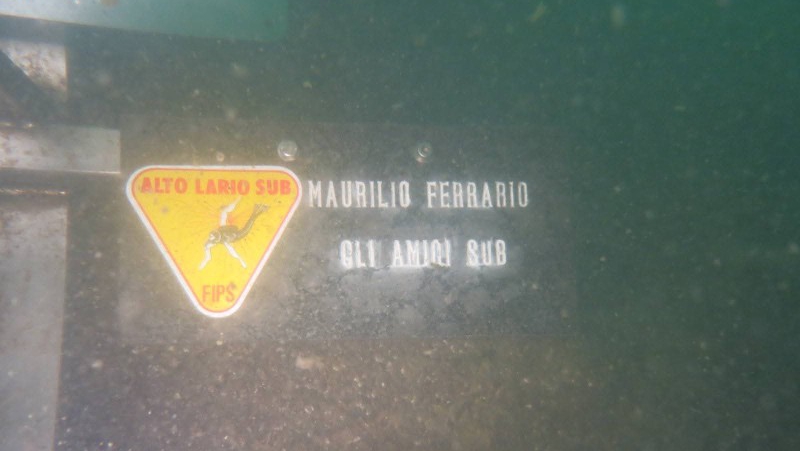 ALTO LARIO SUB
FIPS
MAURILIO FERRARIO
GLI AMICI SUB